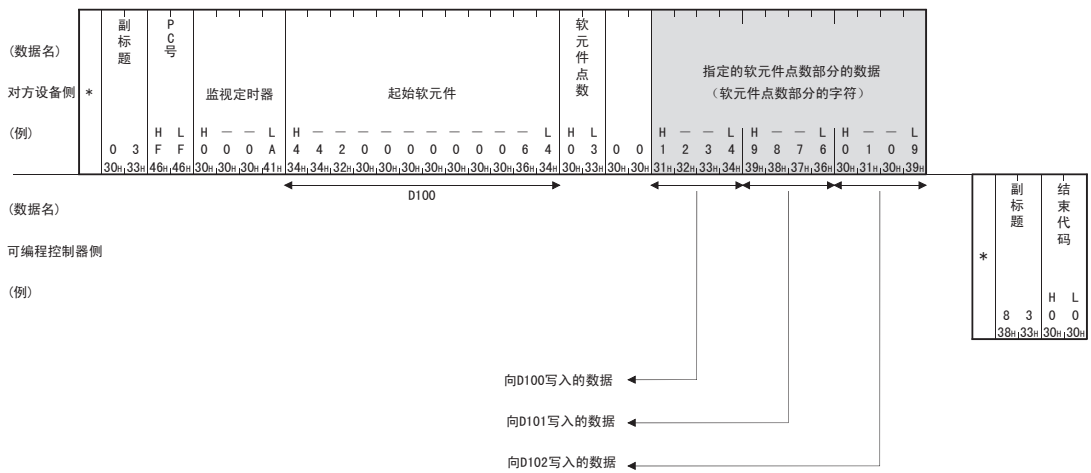 (数据名)
对方设备侧
(例)
*
副标题
0 3
30H 33H
PC号
H L
F F
46H 46H
监视定时器
H — — L
0 0 0 A
30H 30H 30H 41H
起始软元件
H — — — — — — — — — — L
4 4 2 0 0 0 0 0 0 0 6 4
34H 34H 32H 30H 30H 30H 30H 30H 30H 30H 36H 34H
D100
软元件点数
H L
0 3
30H 33H
0 0
30H 30H
指定的软元件点数部分的数据
(软元件点数部分的字符)
H — — L H — — L H — — L
1 2 3 4 9 8 7 6 0 1 0 9
31H 32H 33H 34H 39H 38H 37H 36H 30H 31H 30H 39H
(数据名)
可编程控制器侧
(例)
*
副标题
8 3
38H 33H
结束代码
H L
0 0
30H 30H
向D100写入的数据
向D101写入的数据
向D102写入的数据